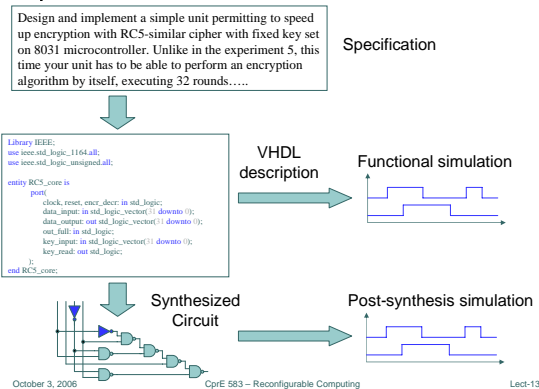 Design and implement a simple unit permitting to speed
up encryption with RC5-similar cipher with fixed key set
on 8031 microcontroller. Unlike in the experiment 5, this
time your unit has to be able to perform an encryption
algorithm by itself, executing 32 rounds…..
Specification
Library IEEE;
use ieee.std_logic_1164.all;
use ieee.std_logic_unsigned.all;
entity RC5_core is
port(
clock, reset, encr_decr: in std_logic;
data_input: in std_logic_vector(31 downto 0);
data_output: out std_logic_vector(31 downto 0);
out_full: in std_logic;
key_input: in std_logic_vector(31 downto 0);
key_read: out std_logic;
);
end RC5_core;
VHDL
description
Functional simulation
Synthesized
Circuit
Post-synthesis simulation
October 3, 2006
CprE 583 – Reconfigurable Computing
Lect-13